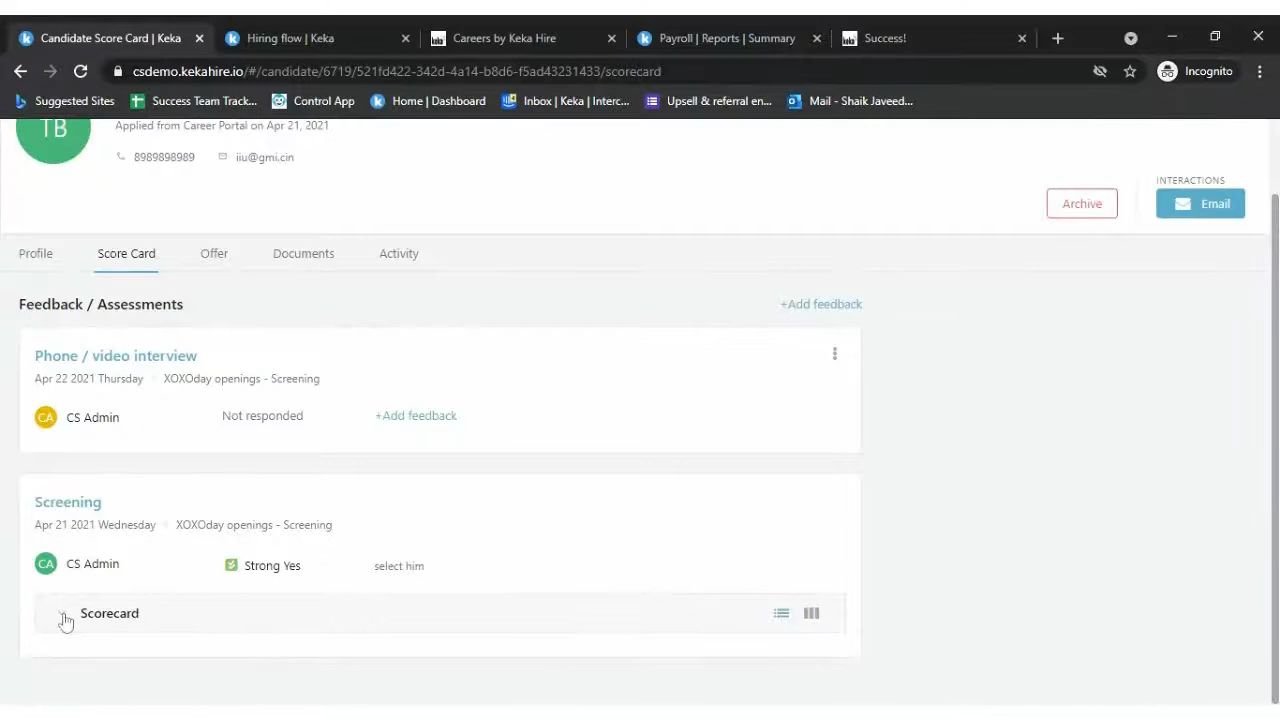 Candidate Score Card | Keka
Hiring flow | Keka
Careers by Keka Hire
Payroll | Reports | Summary
Success!
csdemo.kekahire.io/#/candidate/6719/521fd422-342d-4a14-b8d6-f5ad43231433/scorecard
Incognito
Suggested Sites
Success Team Track...
Control App
Home | Dashboard
Inbox | Keka | Interc...
Upsell & referral en...
Mail - Shaik Javeed...
TB
Applied from Career Portal on Apr 21, 2021
8989898989
iiu@gmi.cin
INTERACTIONS
Archive
Email
Profile
Score Card
Offer
Documents
Activity
Feedback / Assessments
+Add feedback
Phone / video interview
Apr 22 2021 Thursday
XOXOday openings - Screening
CA
CS Admin
Not responded
+Add feedback
Screening
Apr 21 2021 Wednesday
XOXOday openings - Screening
CA
CS Admin
Strong Yes
select him
Scorecard